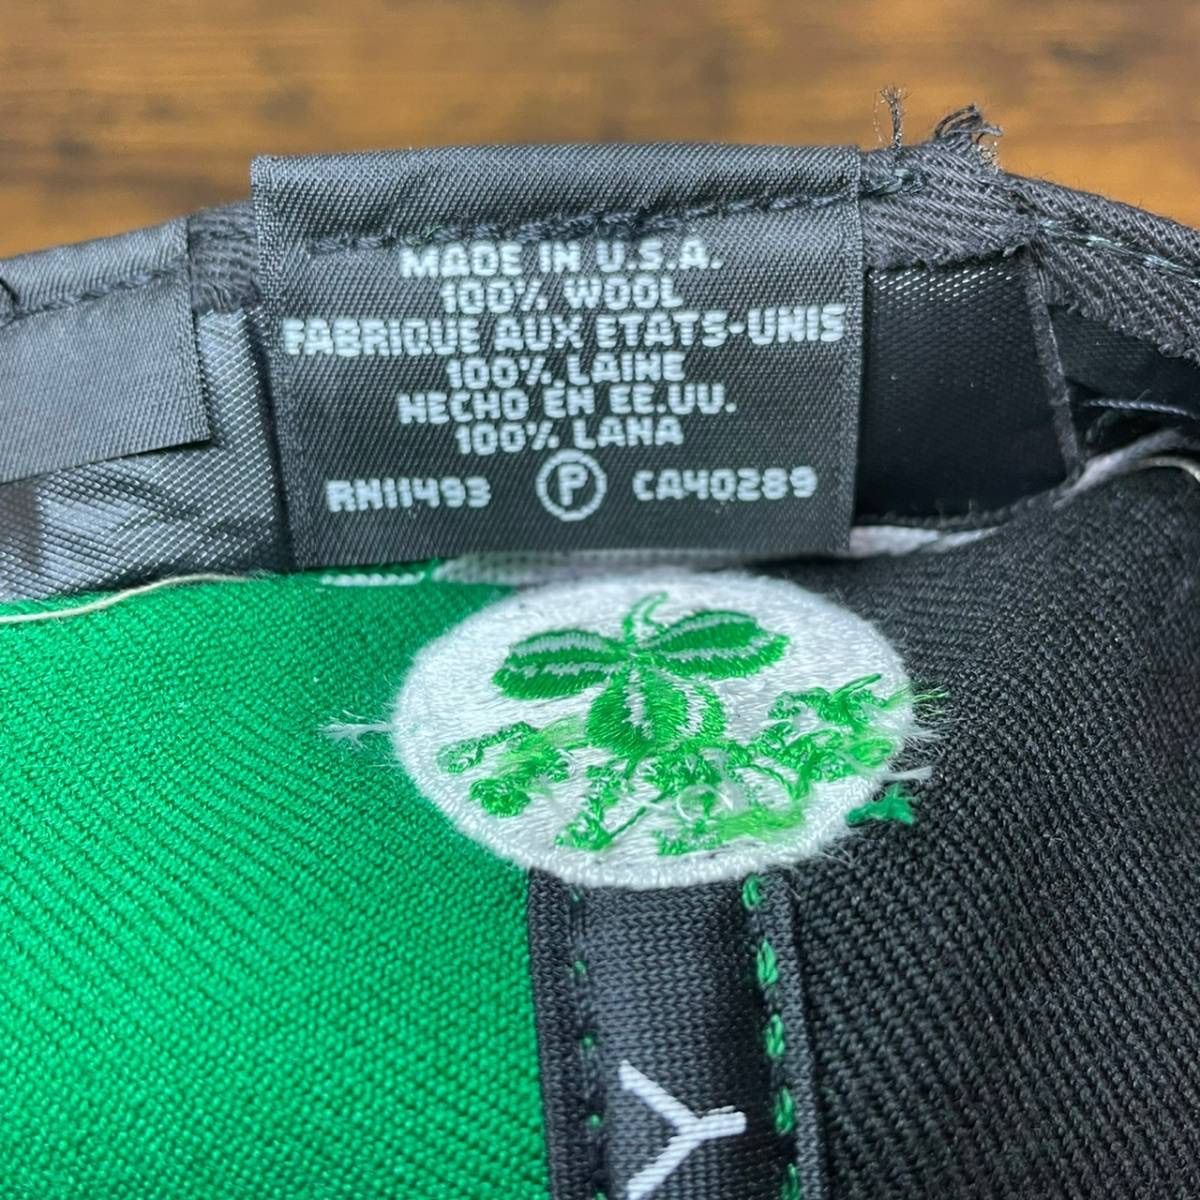 MADE IN U.S.A.
100% WOOL
FABRIQUE AUX ETATS-UNIS
100% LAINE
HECHO EN EE.UU.
100% LANA
RN11493 P CA40289
Y